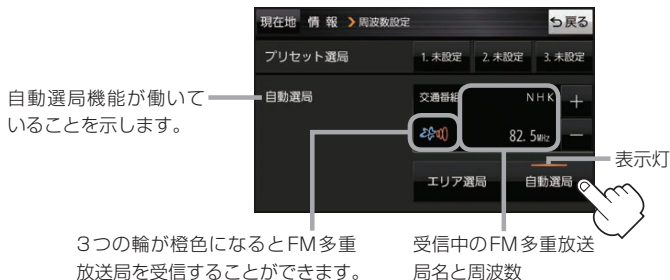 現在地 情報 > 周波数設定 戻る
プリセット選局 1.未設定 2.未設定 3.未設定
自動選局 交通番組 NHK +
82.5MHz −
エリア選局 自動選局
自動選局機能が働いて
いることを示します。
表示灯
3つの輪が橙色になるとFM多重
放送局を受信することができます。
受信中のFM多重放送
局名と周波数